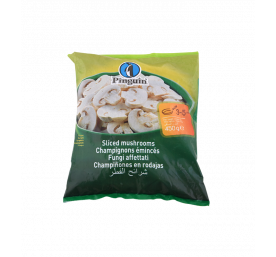 Pinguin
450g℮
Sliced mushrooms
Champignons émincés
Fungi affettati
Champiñones en rodajas
شرائح الفطر